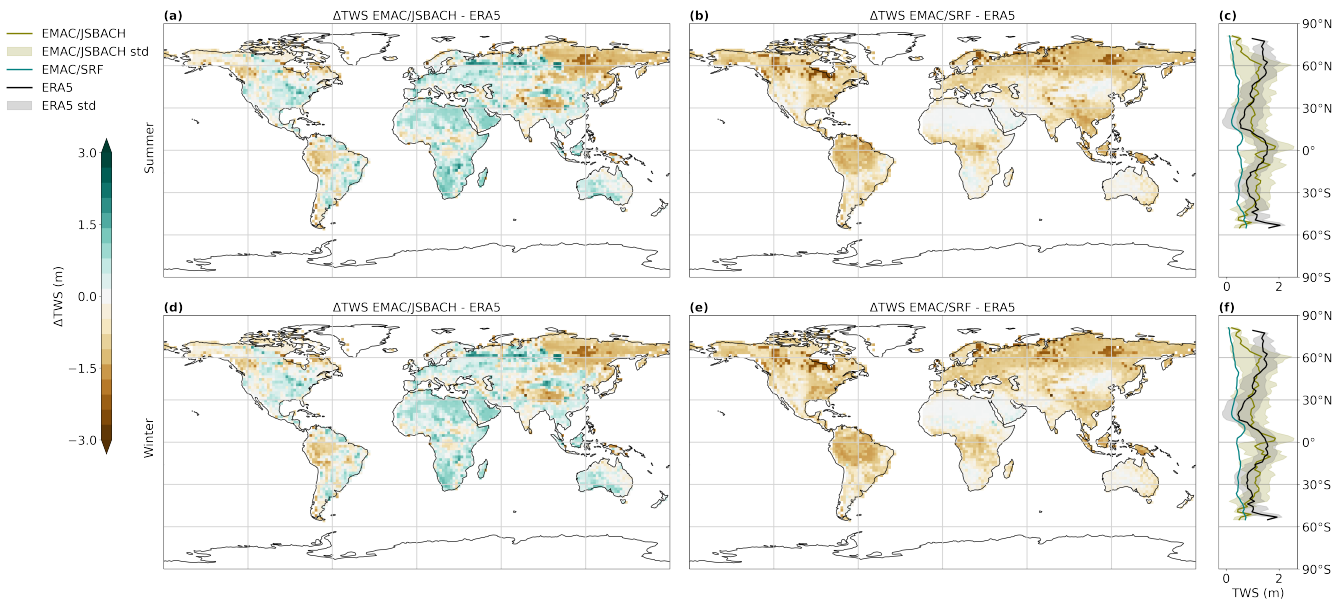 EMAC/JSBACH
EMAC/JSBACH std
EMAC/SRF
ERA5
ERA5 std
3.0
1.5
0.0
−1.5
−3.0
ΔTWS (m)
Summer
Winter
(a) ΔTWS EMAC/JSBACH - ERA5
(b) ΔTWS EMAC/SRF - ERA5
(c)
90°N
60°N
30°N
0°
30°S
60°S
90°S
0 2
(d) ΔTWS EMAC/JSBACH - ERA5
(e) ΔTWS EMAC/SRF - ERA5
(f)
90°N
60°N
30°N
0°
30°S
60°S
90°S
0 2
TWS (m)